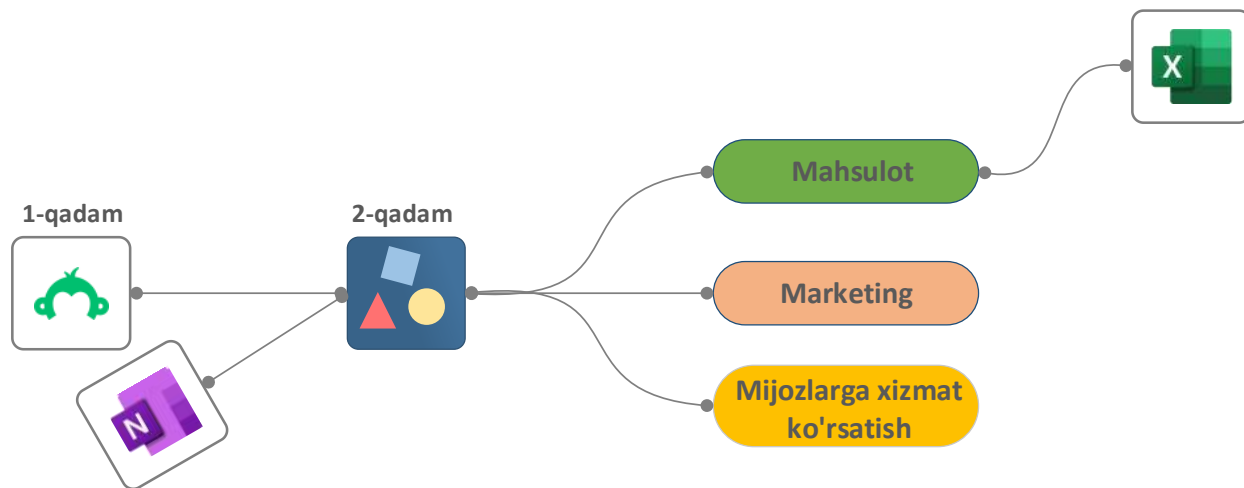 X
Mahsulot
1-qadam
2-qadam
Marketing
N
Mijozlarga xizmat
ko'rsatish